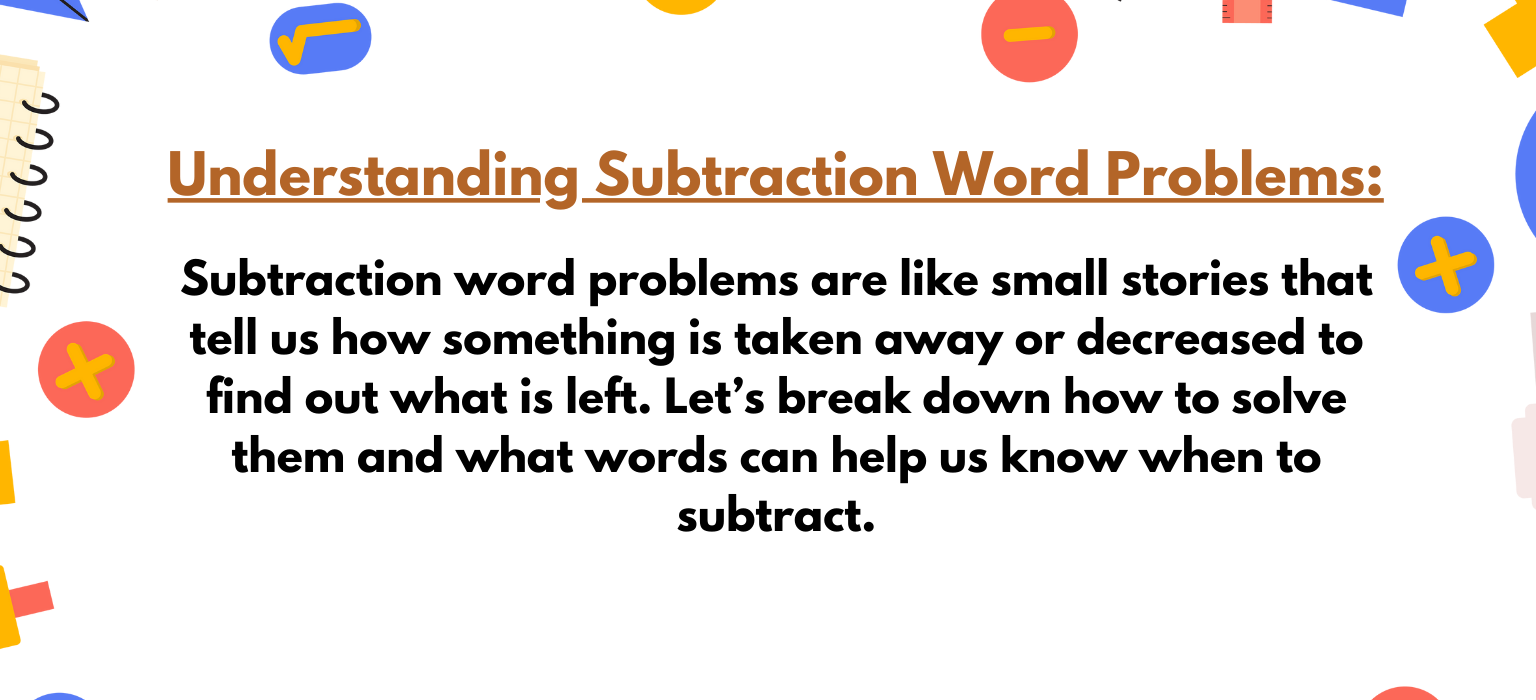 Understanding Subtraction Word Problems:
Subtraction word problems are like small stories that
tell us how something is taken away or decreased to
find out what is left. Let’s break down how to solve
them and what words can help us know when to
subtract.